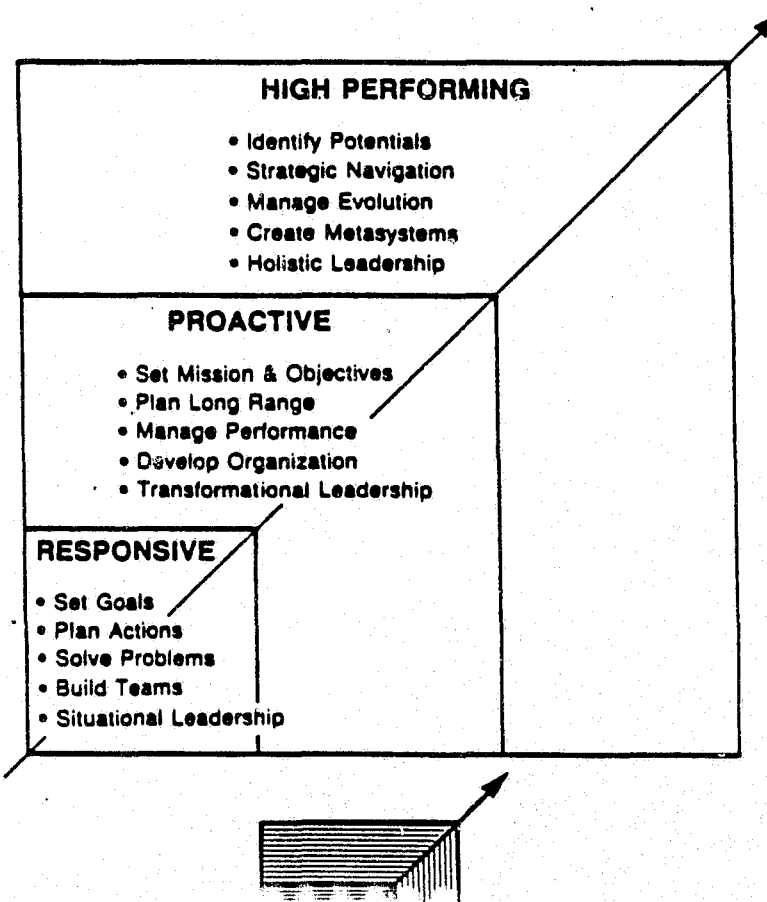 HIGH PERFORMING
• Identify Potentials
• Strategic Navigation
• Manage Evolution
• Create Metasystems
• Holistic Leadership
PROACTIVE
• Set Mission & Objectives
• Plan Long Range
• Manage Performance
• Develop Organization
• Transformational Leadership
RESPONSIVE
• Set Goals
• Plan Actions
• Solve Problems
• Build Teams
• Situational Leadership